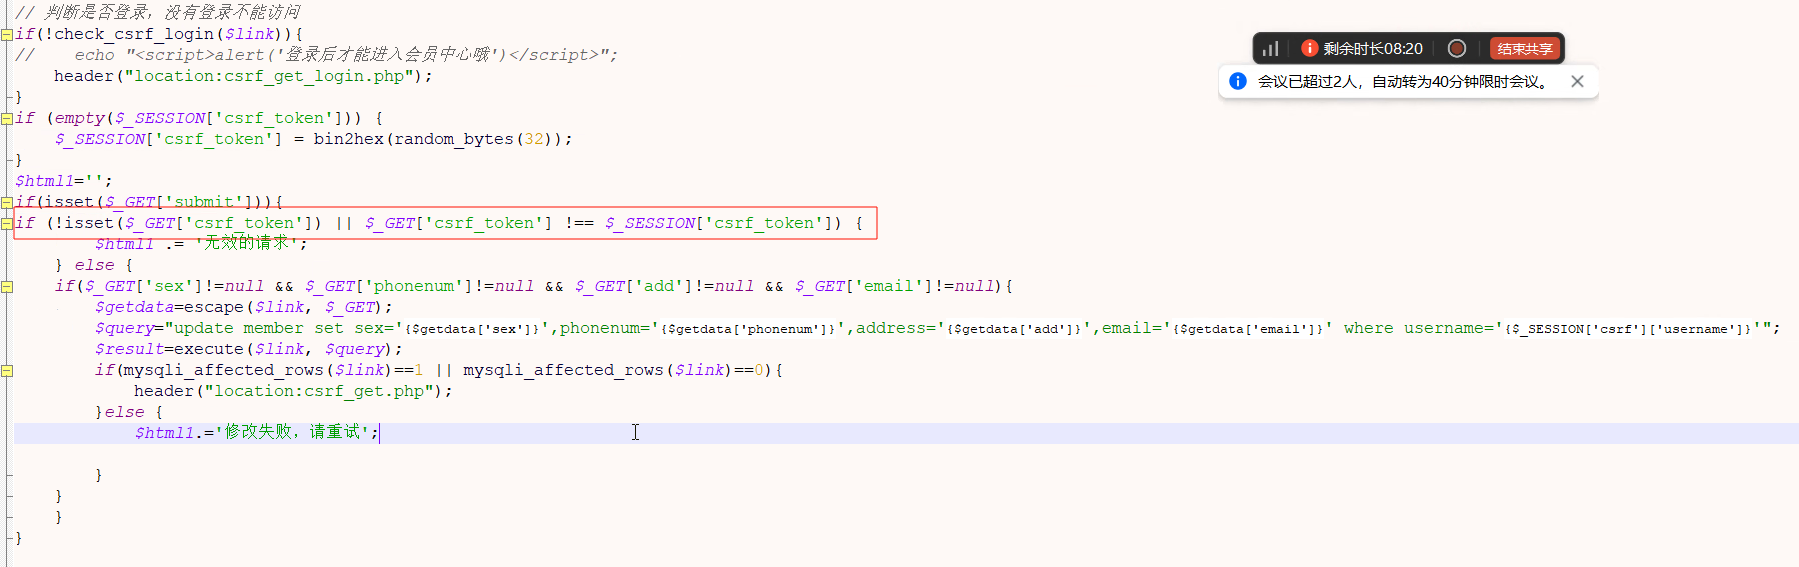 // 判断是否登录，没有登录不能访问
if(!check_csrf_login($link)){
//    echo "<script>alert('登录后才能进入会员中心哦')</script>";
    header("location:csrf_get_login.php");
}
if (empty($_SESSION['csrf_token'])) {
    $_SESSION['csrf_token'] = bin2hex(random_bytes(32));
}
$html1='';
if(isset($_GET['submit'])){
if (!isset($_GET['csrf_token']) || $_GET['csrf_token'] !== $_SESSION['csrf_token']) {
        $html1 .= '无效的请求';
    } else {
    if($_GET['sex']!=null && $_GET['phonenum']!=null && $_GET['add']!=null && $_GET['email']!=null){
        $getdata=escape($link, $_GET);
        $query="update member set sex='{$getdata['sex']}',phonenum='{$getdata['phonenum']}',address='{$getdata['add']}',email='{$getdata['email']}' where username='{$_SESSION['csrf']['username']}'";
        $result=execute($link, $query);
        if(mysqli_affected_rows($link)==1 || mysqli_affected_rows($link)==0){
            header("location:csrf_get.php");
        }else {
            $html1.='修改失败，请重试';
        }
    }
    }
}
剩余时长08:20 结束共享
会议已超过2人，自动转为40分钟限时会议。